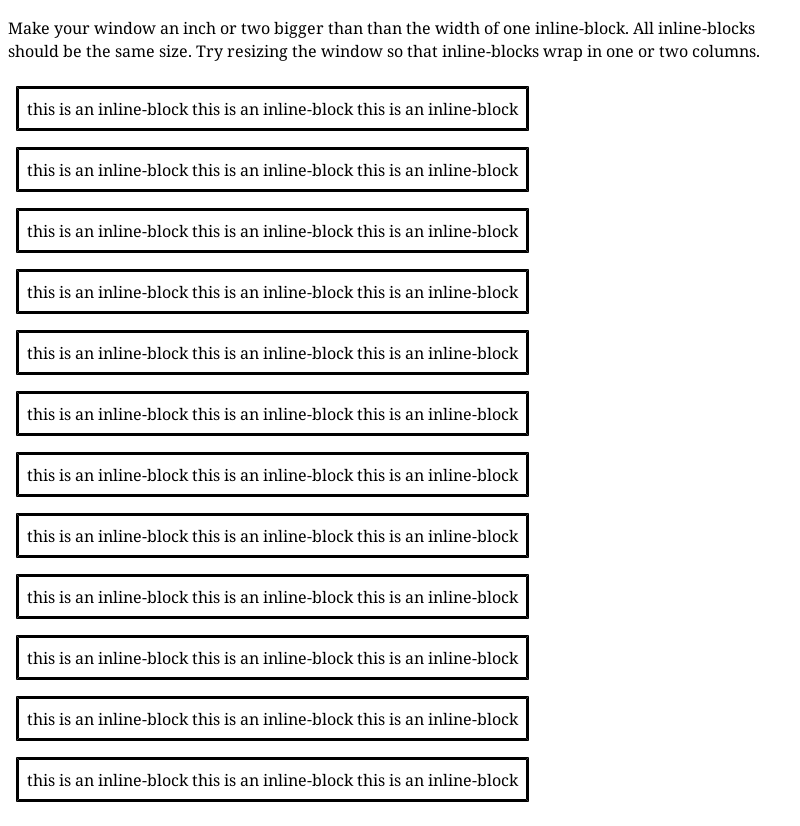 Make your window an inch or two bigger than than the width of one inline-block. All inline-blocks
should be the same size. Try resizing the window so that inline-blocks wrap in one or two columns.
this is an inline-block this is an inline-block this is an inline-block
this is an inline-block this is an inline-block this is an inline-block
this is an inline-block this is an inline-block this is an inline-block
this is an inline-block this is an inline-block this is an inline-block
this is an inline-block this is an inline-block this is an inline-block
this is an inline-block this is an inline-block this is an inline-block
this is an inline-block this is an inline-block this is an inline-block
this is an inline-block this is an inline-block this is an inline-block
this is an inline-block this is an inline-block this is an inline-block
this is an inline-block this is an inline-block this is an inline-block
this is an inline-block this is an inline-block this is an inline-block
this is an inline-block this is an inline-block this is an inline-block